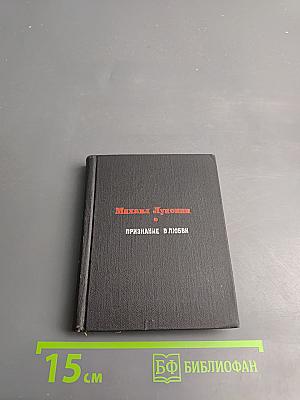 Михаил Луконин
ПРИЗНАНИЕ В ЛЮБВИ
15 см
БФ БИБЛИОФАН